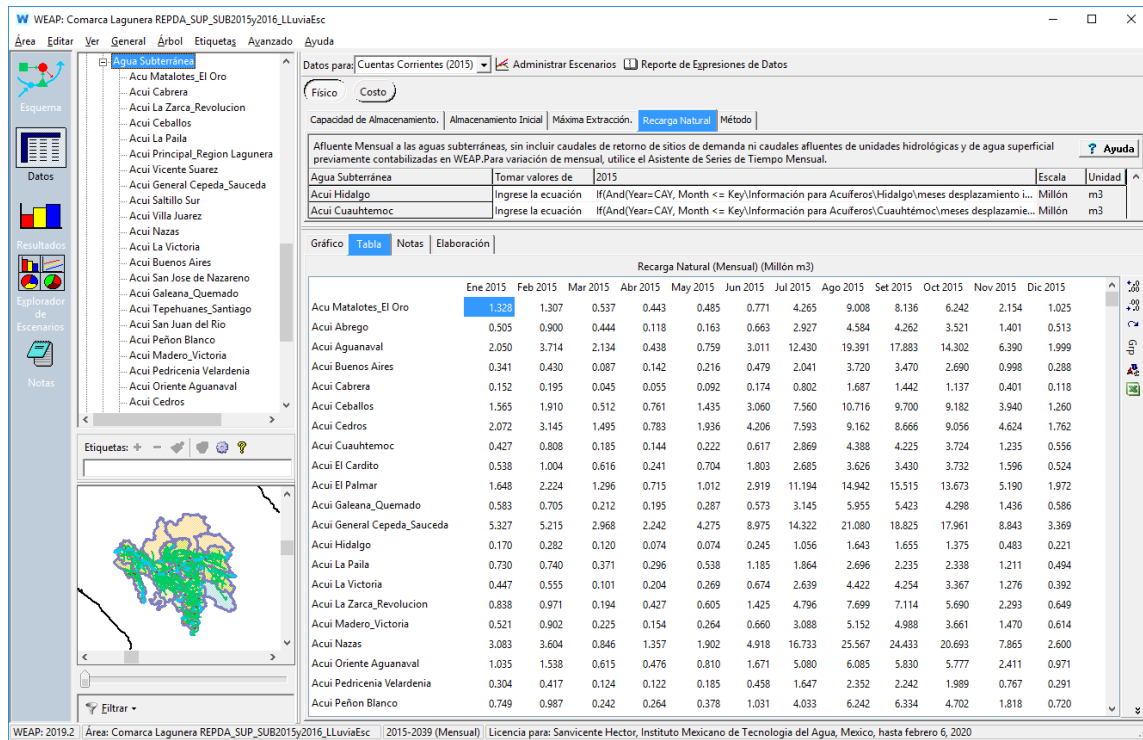 WEAP: Comarca Lagunera REPDA_SUP_SUB2015y2016_LLuviaEsc
Área Editar Ver General Árbol Etiquetas Avanzado Ayuda
Esquema
Datos
Resultados
Explorador
de
Escenarios
Notas
Agua Subterránea
Acu Matalotes_El Oro
Acui Cabrera
Acui La Zarca_Revolucion
Acui Ceballos
Acui La Paila
Acui Principal_Region Lagunera
Acui Vicente Suarez
Acui General Cepeda_Sauceda
Acui Saltillo Sur
Acui Villa Juarez
Acui Nazas
Acui La Victoria
Acui Buenos Aires
Acui San Jose de Nazareno
Acui Galeana_Quemado
Acui Tepehuanes_Santiago
Acui San Juan del Rio
Acui Peñon Blanco
Acui Madero_Victoria
Acui Pedricenia Velardenia
Acui Oriente Aguanaval
Acui Cedros
Etiquetas:
Filtrar
Datos para: Cuentas Corrientes (2015) Administrar Escenarios Reporte de Expresiones de Datos
Físico Costo
Capacidad de Almacenamiento. Almacenamiento Inicial Máxima Extracción. Recarga Natural Método
Afluente Mensual a las aguas subterráneas, sin incluir caudales de retorno de sitios de demanda ni caudales afluentes de unidades hidrológicas y de agua superficial
previamente contabilizadas en WEAP.Para variación de mensual, utilice el Asistente de Series de Tiempo Mensual.
? Ayuda
Agua Subterránea Tomar valores de 2015 Escala Unidad
Acui Hidalgo Ingrese la ecuación If(And(Year=CAY, Month <= Key\Información para Acuíferos\Hidalgo\meses desplazamiento i... Millón m3
Acui Cuauhtemoc Ingrese la ecuación If(And(Year=CAY, Month <= Key\Información para Acuíferos\Cuauhtémoc\meses desplazamie... Millón m3
Gráfico Tabla Notas Elaboración
Recarga Natural (Mensual) (Millón m3)
Ene 2015 Feb 2015 Mar 2015 Abr 2015 May 2015 Jun 2015 Jul 2015 Ago 2015 Set 2015 Oct 2015 Nov 2015 Dic 2015
Acu Matalotes_El Oro 1.328 1.307 0.537 0.443 0.485 0.771 4.265 9.008 8.136 6.242 2.154 1.025
Acui Abrego 0.505 0.900 0.444 0.118 0.163 0.663 2.927 4.584 4.262 3.521 1.401 0.513
Acui Aguanaval 2.050 3.714 2.134 0.438 0.759 3.011 12.430 19.391 17.883 14.302 6.390 1.999
Acui Buenos Aires 0.341 0.430 0.087 0.142 0.216 0.479 2.041 3.720 3.470 2.690 0.998 0.288
Acui Cabrera 0.152 0.195 0.045 0.055 0.092 0.174 0.802 1.687 1.442 1.137 0.401 0.118
Acui Ceballos 1.565 1.910 0.512 0.761 1.435 3.060 7.560 10.716 9.700 9.182 3.940 1.260
Acui Cedros 2.072 3.145 1.495 0.783 1.936 4.206 7.593 9.162 8.666 9.056 4.624 1.762
Acui Cuauhtemoc 0.427 0.808 0.185 0.144 0.222 0.617 2.869 4.388 4.225 3.724 1.235 0.556
Acui El Cardito 0.538 1.004 0.616 0.241 0.704 1.803 2.685 3.626 3.430 3.732 1.596 0.524
Acui El Palmar 1.648 2.224 1.296 0.715 1.012 2.919 11.194 14.942 15.515 13.673 5.190 1.972
Acui Galeana_Quemado 0.583 0.705 0.212 0.195 0.287 0.573 3.145 5.955 5.423 4.298 1.436 0.586
Acui General Cepeda_Sauceda 5.327 5.215 2.968 2.242 4.275 8.975 14.322 21.080 18.825 17.961 8.843 3.369
Acui Hidalgo 0.170 0.282 0.120 0.074 0.074 0.245 1.056 1.643 1.655 1.375 0.483 0.221
Acui La Paila 0.730 0.740 0.371 0.296 0.538 1.185 1.864 2.696 2.235 2.338 1.211 0.494
Acui La Victoria 0.447 0.555 0.101 0.204 0.269 0.674 2.639 4.422 4.254 3.367 1.276 0.392
Acui La Zarca_Revolucion 0.838 0.971 0.194 0.427 0.605 1.425 4.796 7.699 7.114 5.690 2.293 0.649
Acui Madero_Victoria 0.521 0.902 0.225 0.154 0.264 0.660 3.088 5.152 4.988 3.661 1.470 0.614
Acui Nazas 3.083 3.604 0.846 1.357 1.902 4.918 16.733 25.567 24.433 20.693 7.865 2.600
Acui Oriente Aguanaval 1.035 1.538 0.615 0.476 0.810 1.671 5.080 6.085 5.830 5.777 2.411 0.971
Acui Pedricenia Velardenia 0.304 0.417 0.124 0.122 0.185 0.458 1.647 2.352 2.242 1.989 0.767 0.291
Acui Peñon Blanco 0.749 0.987 0.242 0.264 0.378 1.031 4.033 6.242 6.334 4.702 1.818 0.720
Grp
WEAP: 2019.2 Área: Comarca Lagunera REPDA_SUP_SUB2015y2016_LLuviaEsc 2015-2039 (Mensual) Licencia para: Sanvicente Hector, Instituto Mexicano de Tecnologia del Agua, Mexico, hasta febrero 6, 2020